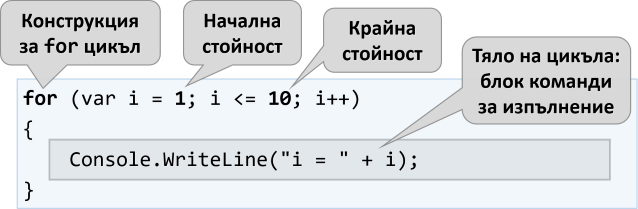 Конструкция
за for цикъл
Начална
стойност
Крайна
стойност
Тяло на цикъла:
блок команди
за изпълнение
for (var i = 1; i <= 10; i++)
{
Console.WriteLine("i = " + i);
}